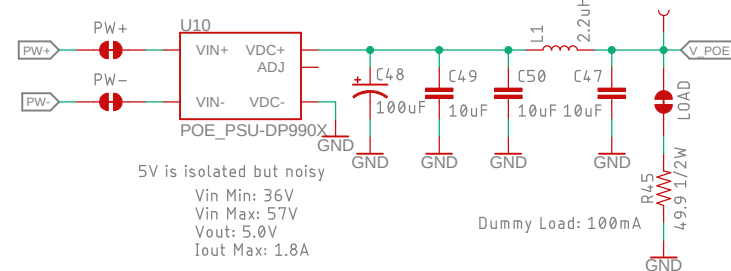 U10
PW+
PW+
VIN+ VDC+
ADJ
PW-
PW-
VIN- VDC-
POE_PSU-DP990X
GND
C48
100uF
GND
C49
10uF
GND
C50
10uF
GND
L1
2.2uH
C47
10uF
GND
V_POE
LOAD
R45
49.9 1/2W
GND
5V is isolated but noisy
Vin Min: 36V
Vin Max: 57V
Vout: 5.0V
Iout Max: 1.8A
Dummy Load: 100mA